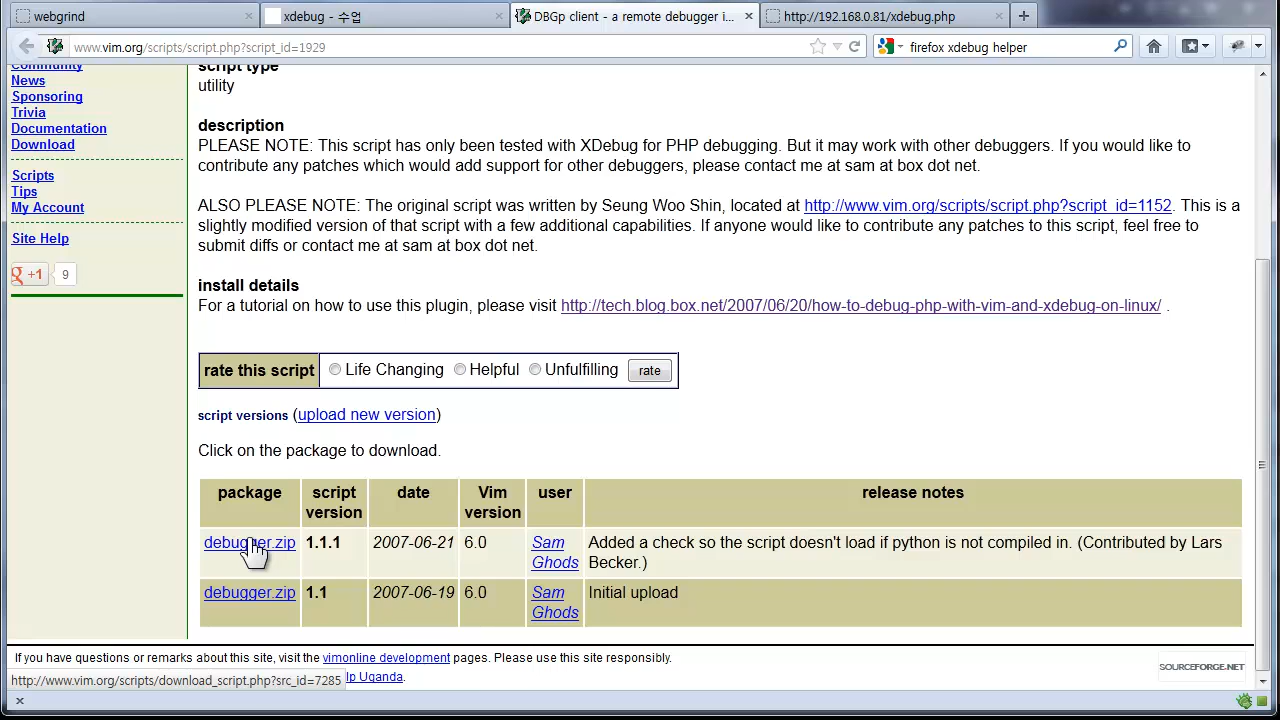 webgrind
xdebug - 수업
DBGp client - a remote debugger i...
http://192.168.0.81/xdebug.php
www.vim.org/scripts/script.php?script_id=1929
firefox xdebug helper
Community
News
Sponsoring
Trivia
Documentation
Download
Scripts
Tips
My Account
Site Help
g +1 9
script type
utility
description
PLEASE NOTE: This script has only been tested with XDebug for PHP debugging. But it may work with other debuggers. If you would like to
contribute any patches which would add support for other debuggers, please contact me at sam at box dot net.
ALSO PLEASE NOTE: The original script was written by Seung Woo Shin, located at http://www.vim.org/scripts/script.php?script_id=1152. This is a
slightly modified version of that script with a few additional capabilities. If anyone would like to contribute any patches to this script, feel free to
submit diffs or contact me at sam at box dot net.
install details
For a tutorial on how to use this plugin, please visit http://tech.blog.box.net/2007/06/20/how-to-debug-php-with-vim-and-xdebug-on-linux/ .
rate this script Life Changing Helpful Unfulfilling rate
script versions (upload new version)
Click on the package to download.
package script version date Vim version user release notes
debugger.zip 1.1.1 2007-06-21 6.0 Sam Ghods Added a check so the script doesn't load if python is not compiled in. (Contributed by Lars
Becker.)
debugger.zip 1.1 2007-06-19 6.0 Sam Ghods Initial upload
If you have questions or remarks about this site, visit the vimonline development pages. Please use this site responsibly.
lp Uganda.
SOURCEFORGE.NET
http://www.vim.org/scripts/download_script.php?src_id=7285